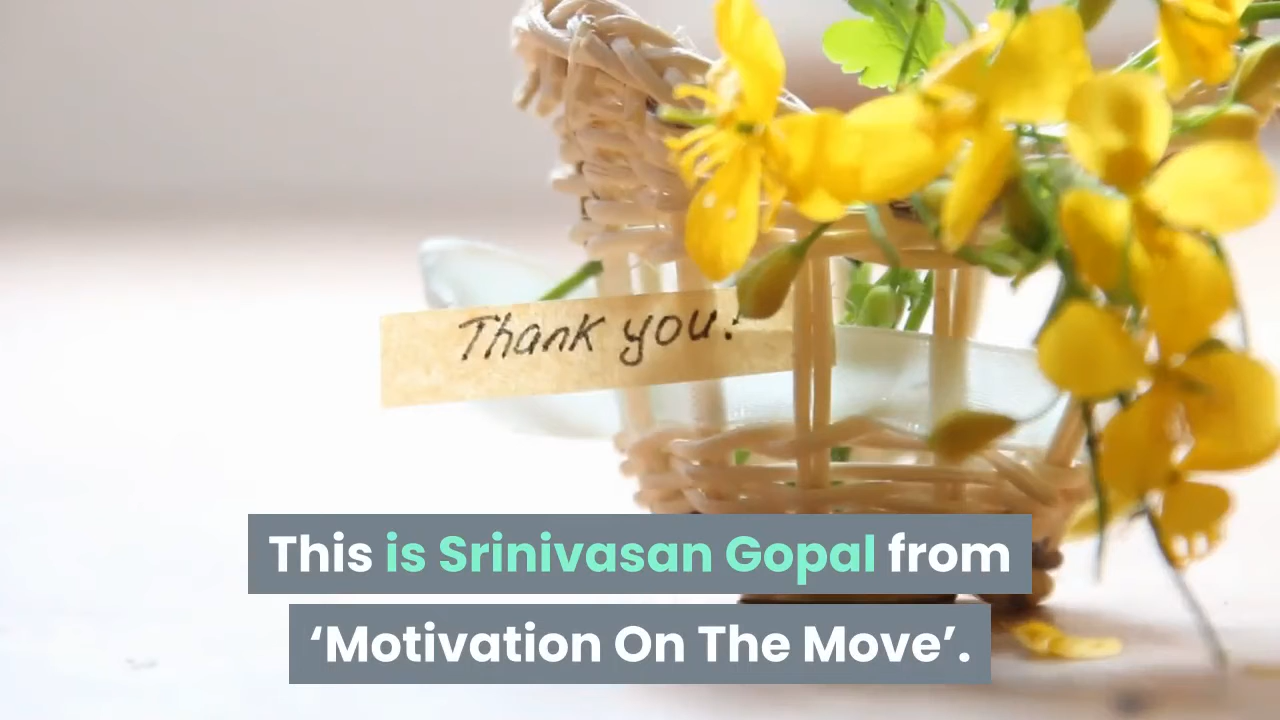 Thank you!
This is Srinivasan Gopal from
‘Motivation On The Move’.